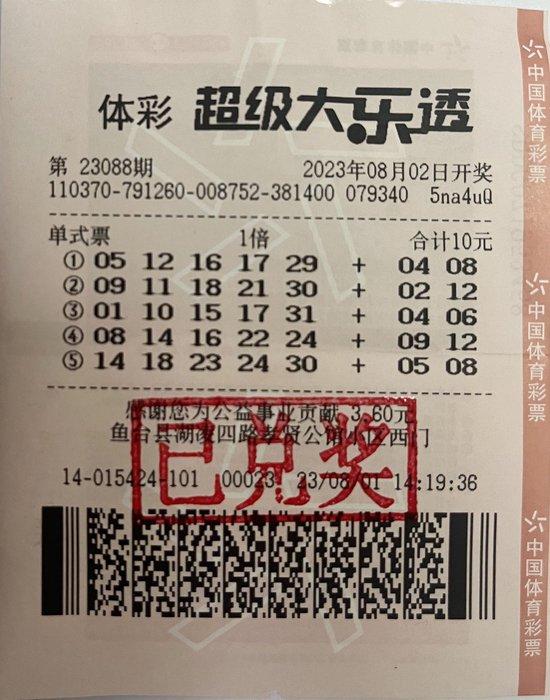 体彩 超级大乐透
第 23088期 2023年08月02日开奖
110370-791260-008752-381400 079340 5na4uQ
单式票 1倍 合计10元
① 05 12 16 17 29 + 04 08
② 09 11 18 21 30 + 02 12
③ 01 10 15 17 31 + 04 06
④ 08 14 16 22 24 + 09 12
⑤ 14 18 23 24 30 + 05 08
感谢您为公益事业贡献 3.60元
鱼台县湖凌四路孝贤公馆小区西门
已兑奖
14-015424-101 00023 23/08/01 14:19:36
中国体育彩票
中国体育彩票
中国体育彩票